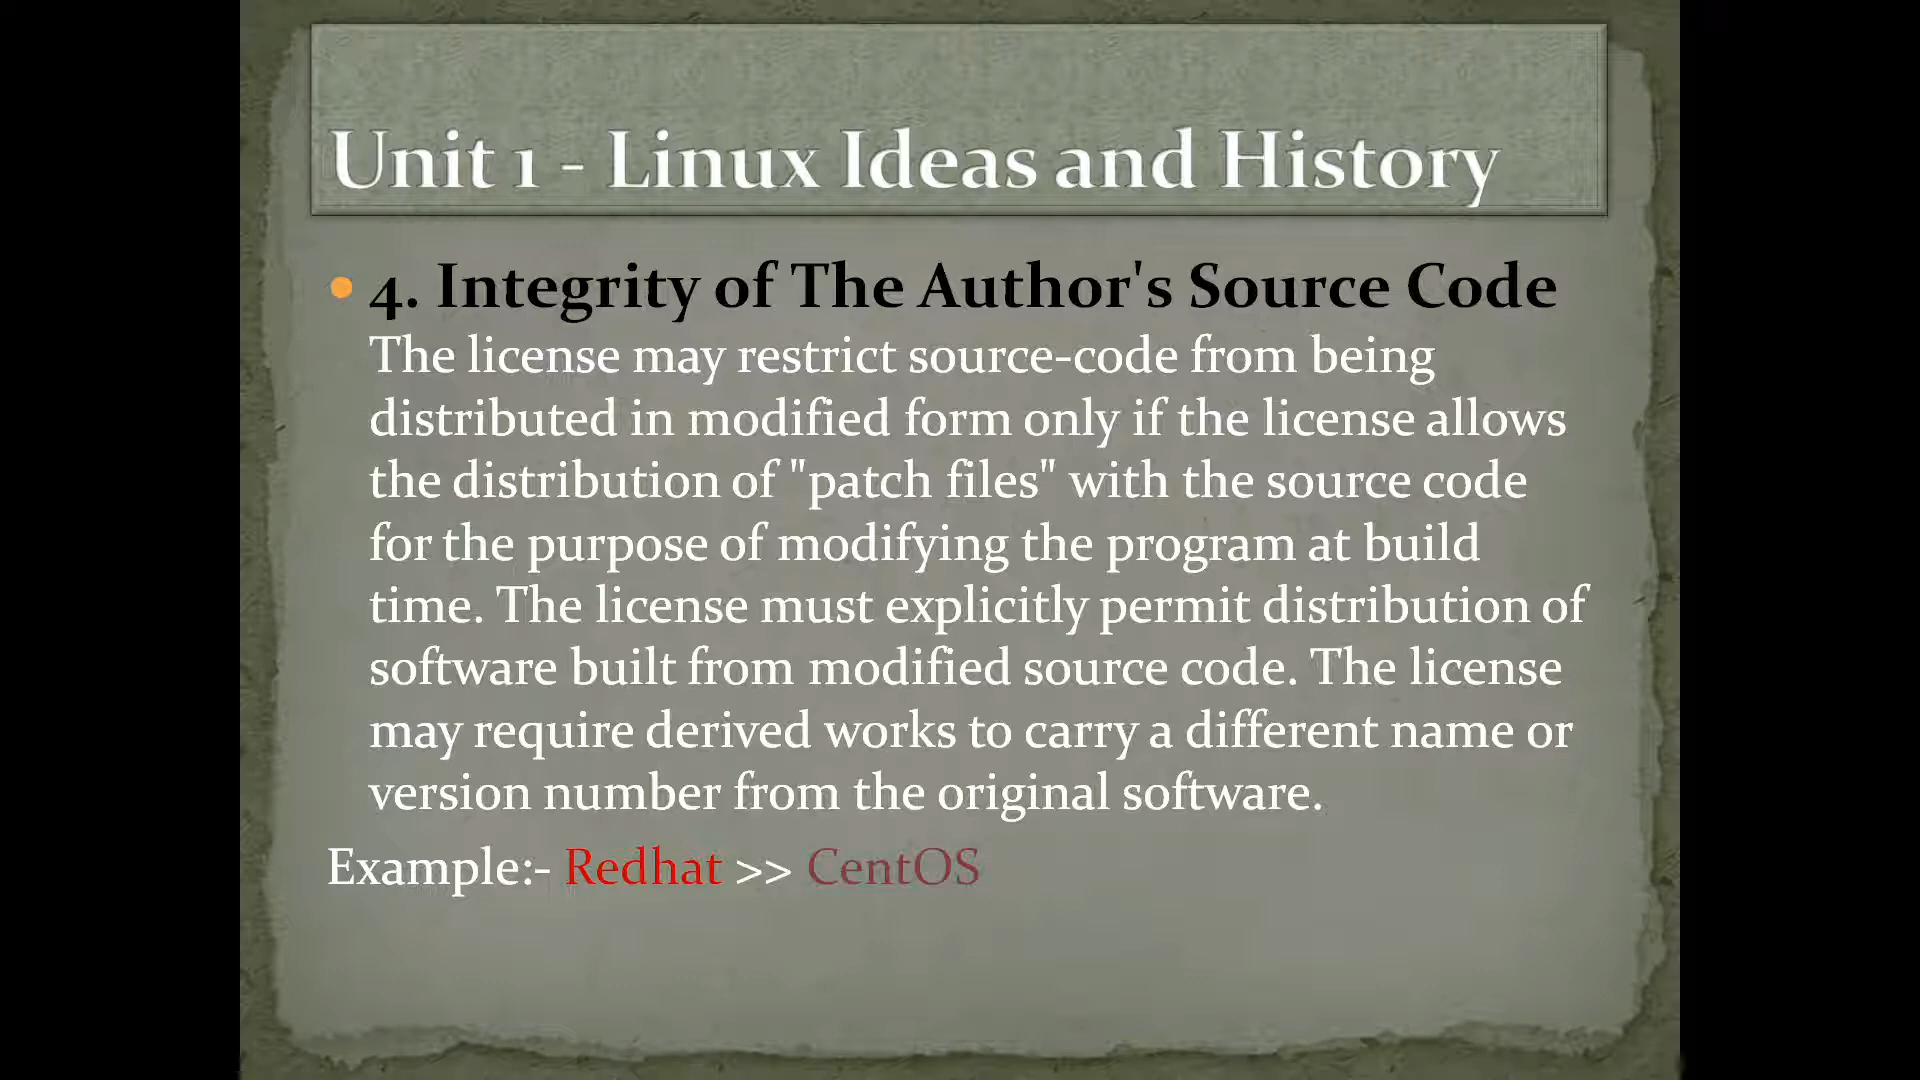 Unit 1 - Linux Ideas and History
4. Integrity of The Author's Source Code
The license may restrict source-code from being
distributed in modified form only if the license allows
the distribution of "patch files" with the source code
for the purpose of modifying the program at build
time. The license must explicitly permit distribution of
software built from modified source code. The license
may require derived works to carry a different name or
version number from the original software.
Example:- Redhat >> CentOS